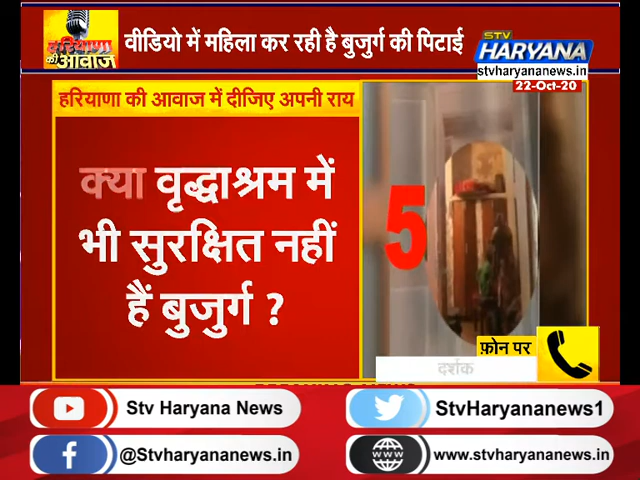 हरियाणा
की आवाज
वीडियो में महिला कर रही है बुजुर्ग की पिटाई
STV
HARYANA
stvharyananews.in
22-Oct-20
हरियाणा की आवाज में दीजिए अपनी राय
क्या वृद्धाश्रम में
भी सुरक्षित नहीं
हैं बुजुर्ग ?
5
फ़ोन पर
दर्शक
Stv Haryana News
StvHaryananews1
@Stvharyananews.in
www.stvharyananews.in